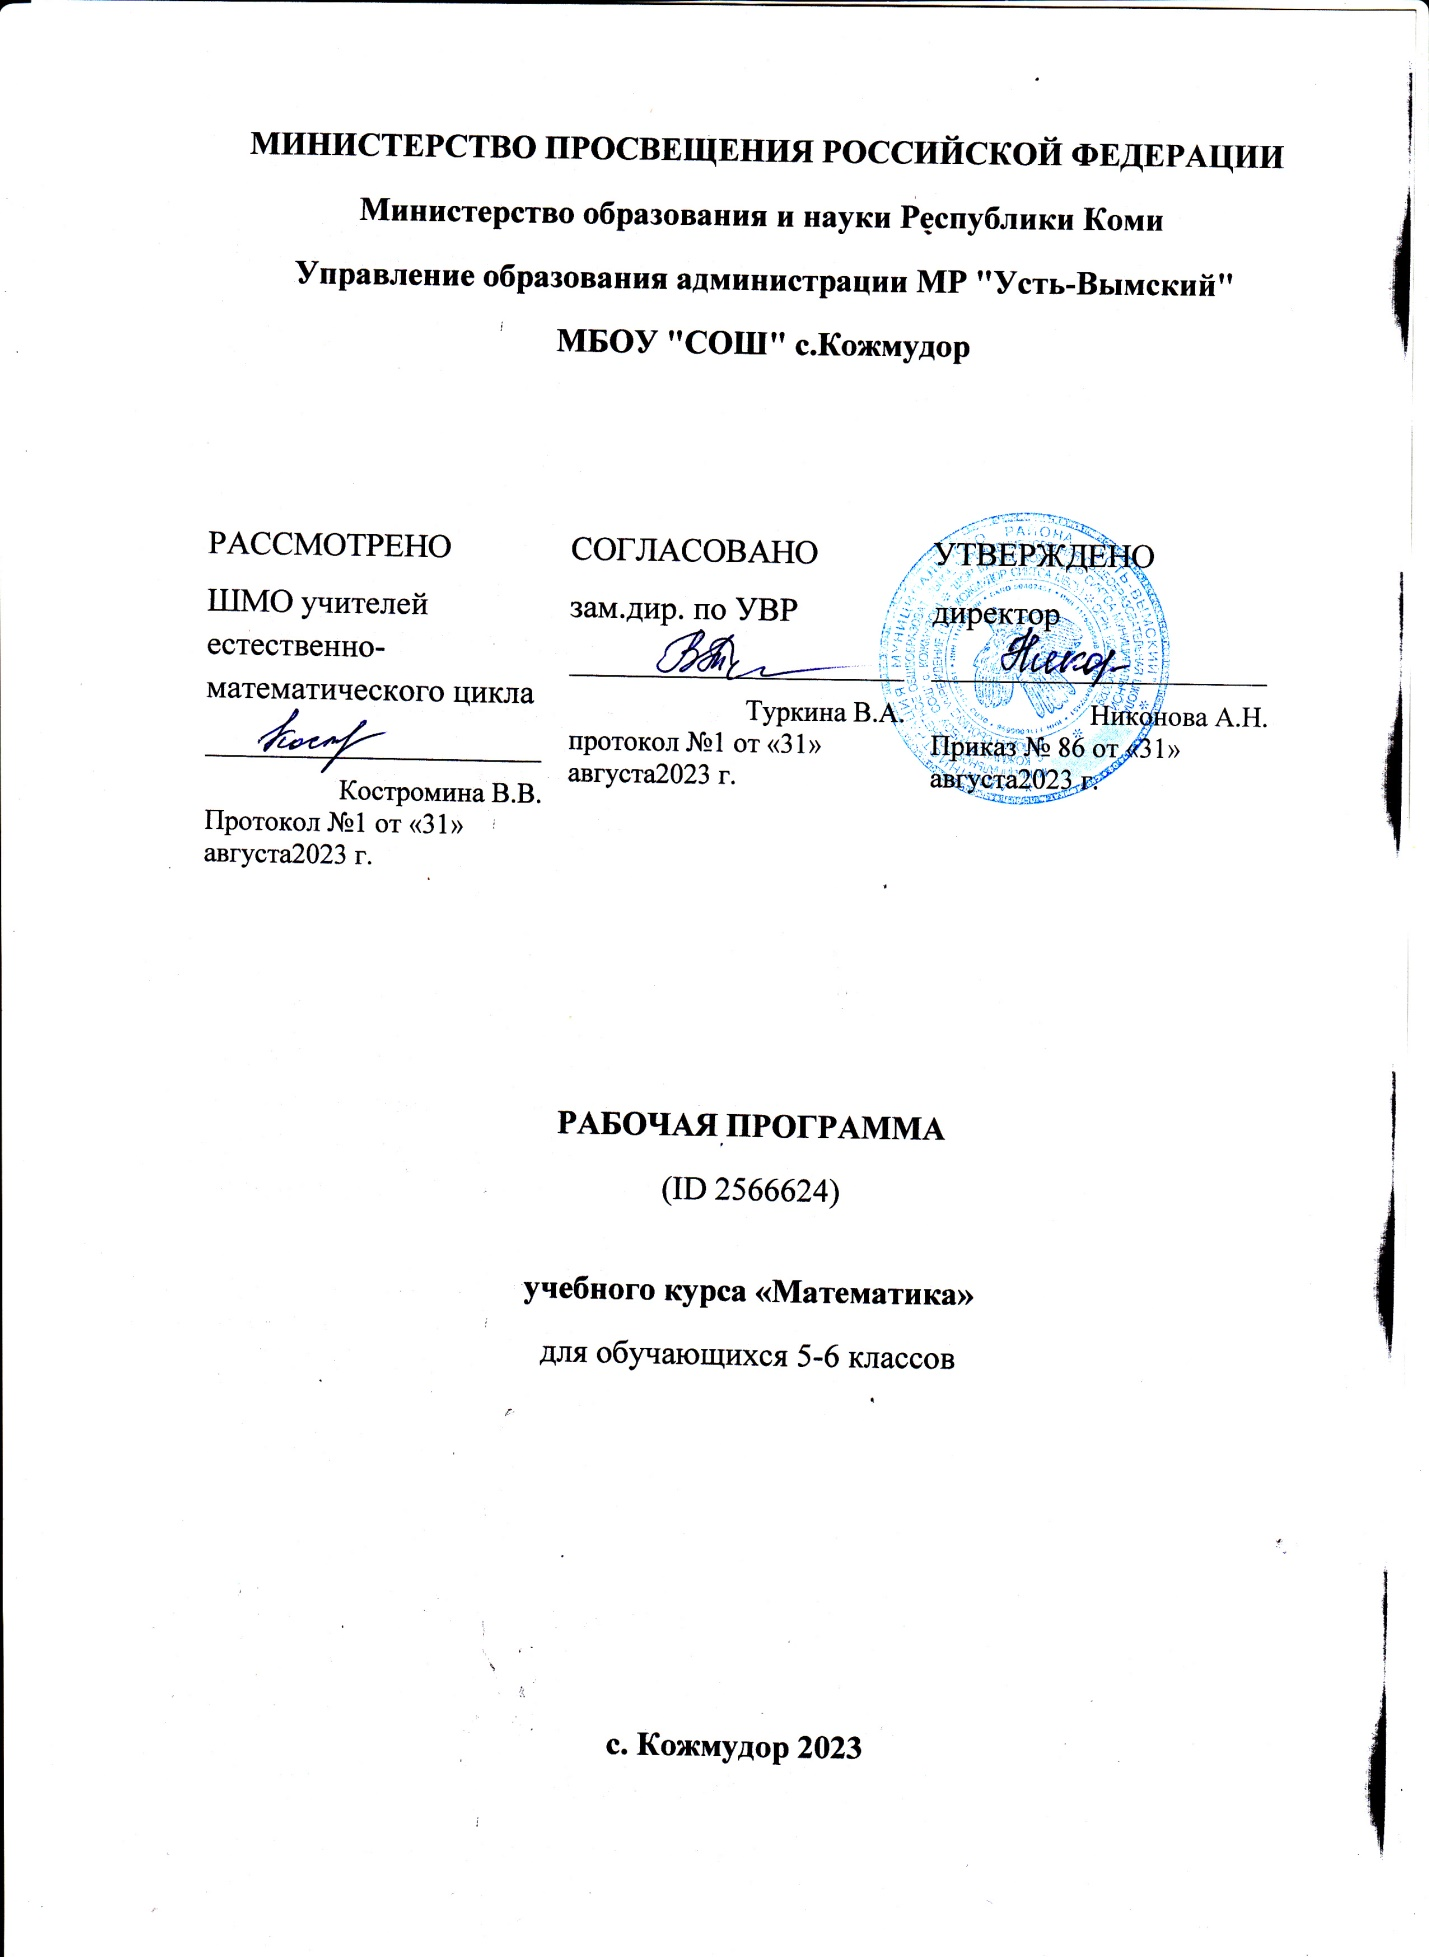 МИНИСТЕРСТВО ПРОСВЕЩЕНИЯ РОССИЙСКОЙ ФЕДЕРАЦИИ
Министерство образования и науки Республики Коми
Управление образования администрации МР "Усть-Вымский"
МБОУ "СОШ" с.Кожмудор
РАССМОТРЕНО
ШМО учителей
естественно-
математического цикла
Костромина В.В.
Протокол №1 от «31»
августа2023 г.
СОГЛАСОВАНО
зам.дир. по УВР
Туркина В.А.
протокол №1 от «31»
августа2023 г.
УТВЕРЖДЕНО
директор
Никонова А.Н.
Приказ № 86 от «31»
августа2023 г.
РАБОЧАЯ ПРОГРАММА
(ID 2566624)
учебного курса «Математика»
для обучающихся 5-6 классов
с. Кожмудор 2023